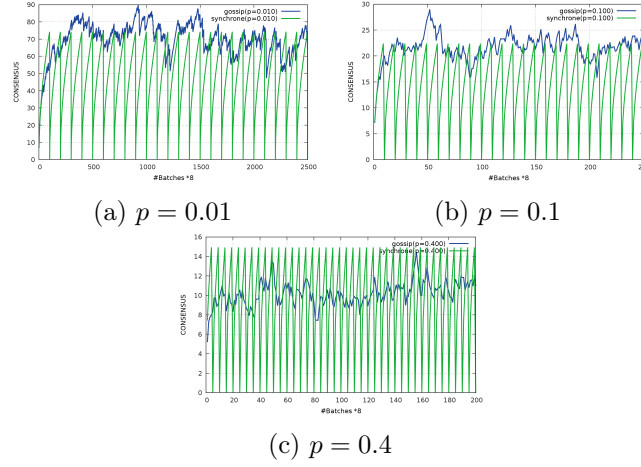 gossip(p=0.010)
synchrone(p=0.010)
90
80
70
60
50
40
30
20
10
0
CONSENSUS
0 500 1000 1500 2000 2500
#Batches *8
(a) p = 0.01
gossip(p=0.100)
synchrone(p=0.100)
30
25
20
15
10
5
0
CONSENSUS
0 50 100 150 200
#Batches *8
(b) p = 0.1
gossip(p=0.400)
synchrone(p=0.400)
16
14
12
10
8
6
4
2
0
CONSENSUS
0 20 40 60 80 100 120 140 160 180 200
#Batches *8
(c) p = 0.4